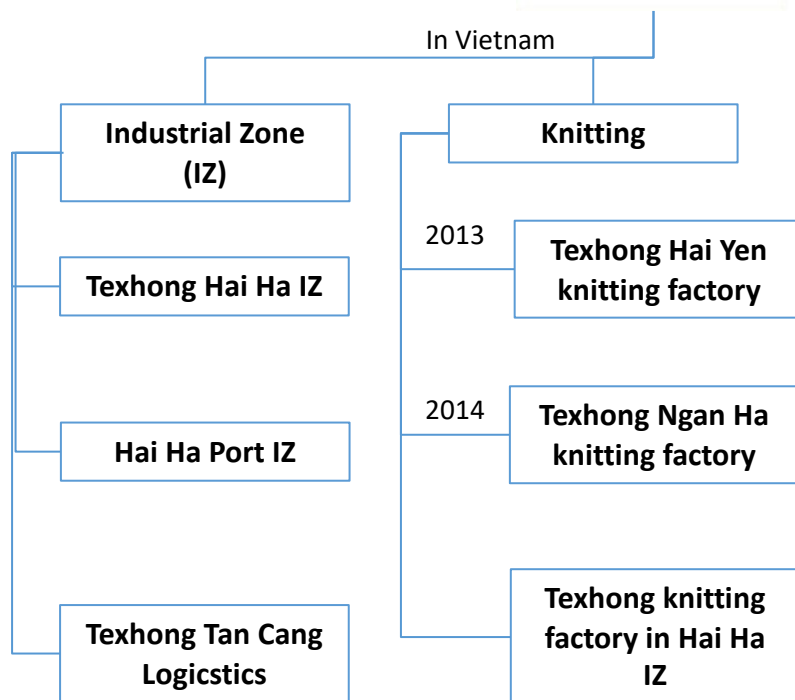 In Vietnam
Industrial Zone
(IZ)
Texhong Hai Ha IZ
Hai Ha Port IZ
Texhong Tan Cang
Logicstics
Knitting
2013
Texhong Hai Yen
knitting factory
2014
Texhong Ngan Ha
knitting factory
Texhong knitting
factory in Hai Ha
IZ